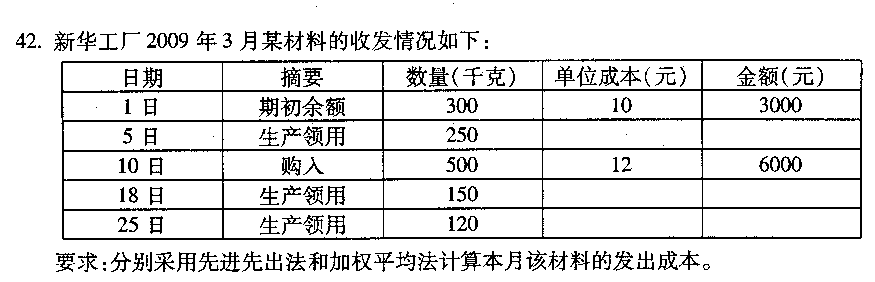 42. 新华工厂 2009 年 3 月某材料的收发情况如下：
日期 摘要 数量(千克) 单位成本(元) 金额(元)
1 日 期初余额 300 10 3000
5 日 生产领用 250
10 日 购入 500 12 6000
18 日 生产领用 150
25 日 生产领用 120
要求:分别采用先进先出法和加权平均法计算本月该材料的发出成本。